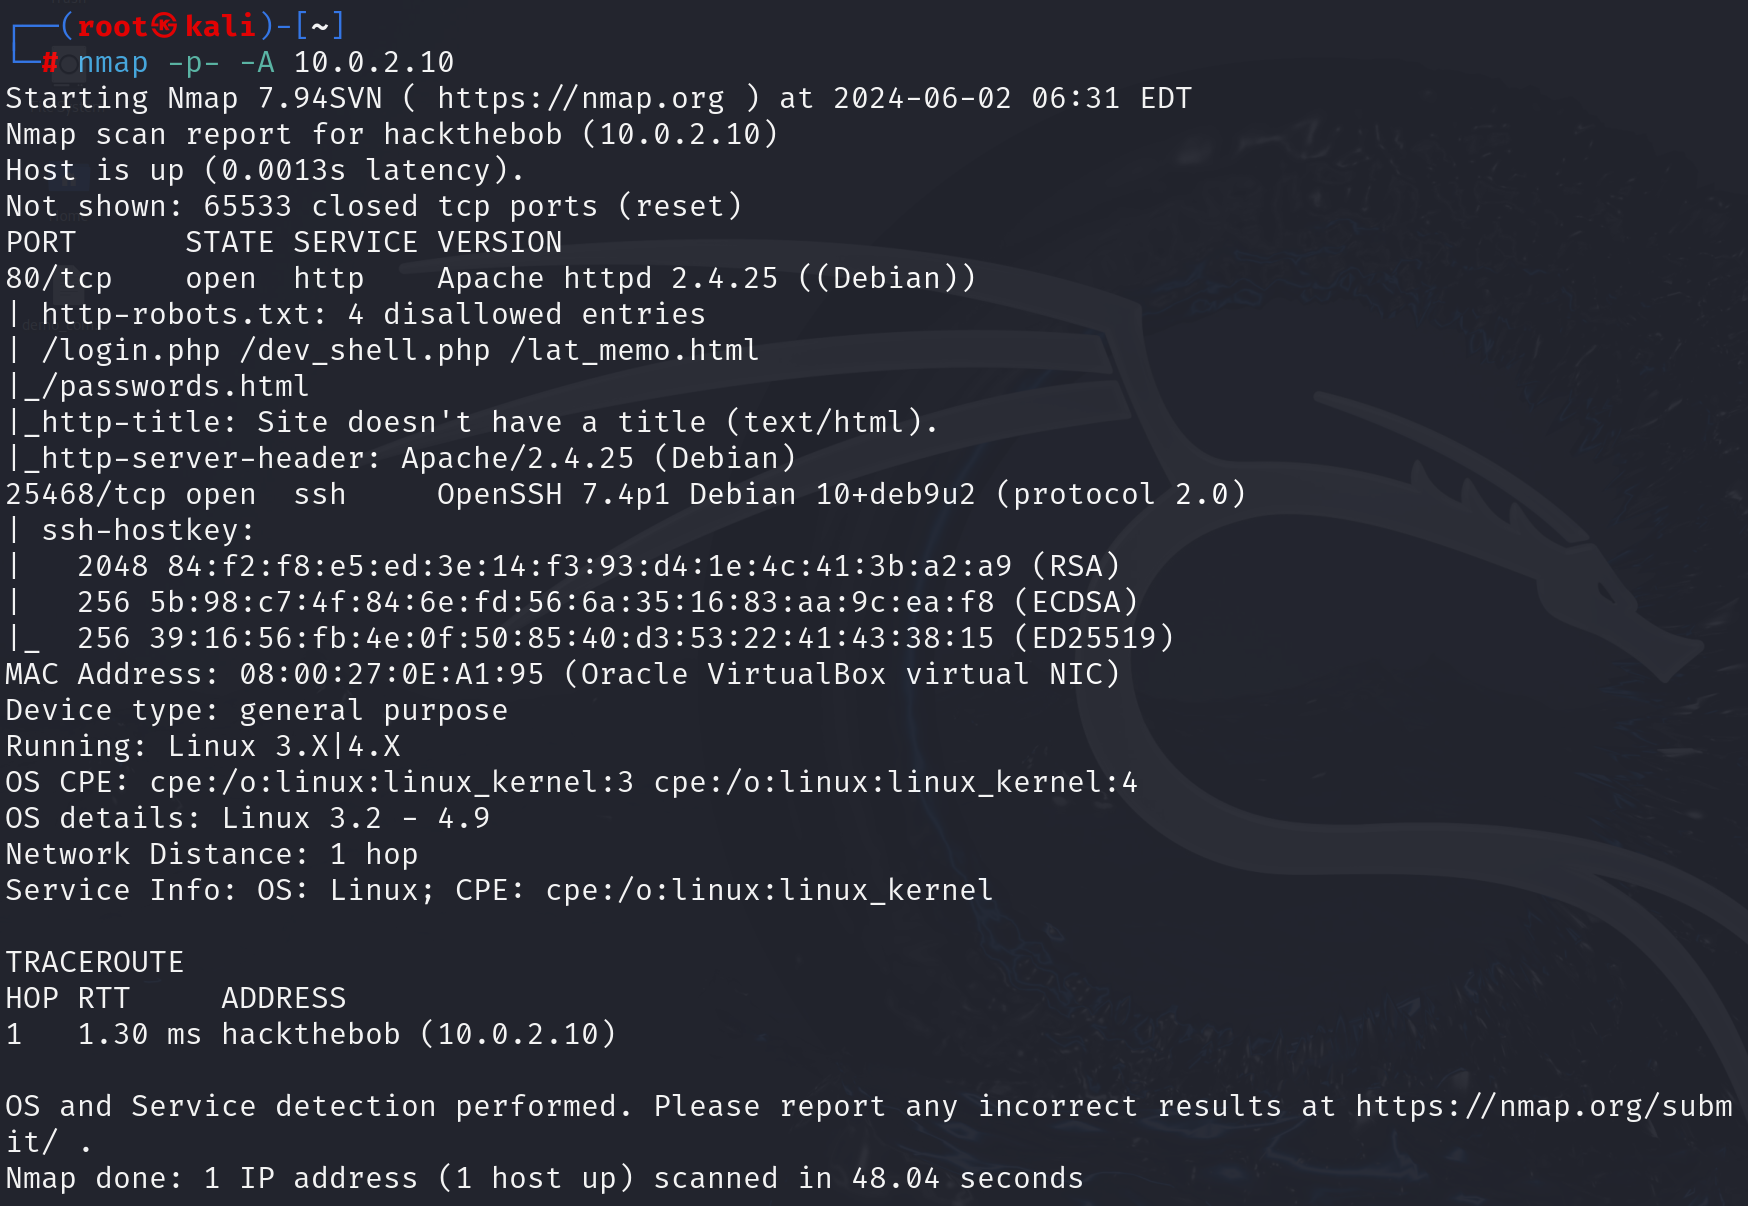 ┌──(root㉿kali)-[~]
└─# nmap -p- -A 10.0.2.10
Starting Nmap 7.94SVN ( https://nmap.org ) at 2024-06-02 06:31 EDT
Nmap scan report for hackthebob (10.0.2.10)
Host is up (0.0013s latency).
Not shown: 65533 closed tcp ports (reset)
PORT      STATE SERVICE VERSION
80/tcp    open  http    Apache httpd 2.4.25 ((Debian))
| http-robots.txt: 4 disallowed entries
| /login.php /dev_shell.php /lat_memo.html
|_/passwords.html
|_http-title: Site doesn't have a title (text/html).
|_http-server-header: Apache/2.4.25 (Debian)
25468/tcp open  ssh     OpenSSH 7.4p1 Debian 10+deb9u2 (protocol 2.0)
| ssh-hostkey:
|   2048 84:f2:f8:e5:ed:3e:14:f3:93:d4:1e:4c:41:3b:a2:a9 (RSA)
|   256 5b:98:c7:4f:84:6e:fd:56:6a:35:16:83:aa:9c:ea:f8 (ECDSA)
|_  256 39:16:56:fb:4e:0f:50:85:40:d3:53:22:41:43:38:15 (ED25519)
MAC Address: 08:00:27:0E:A1:95 (Oracle VirtualBox virtual NIC)
Device type: general purpose
Running: Linux 3.X|4.X
OS CPE: cpe:/o:linux:linux_kernel:3 cpe:/o:linux:linux_kernel:4
OS details: Linux 3.2 - 4.9
Network Distance: 1 hop
Service Info: OS: Linux; CPE: cpe:/o:linux:linux_kernel

TRACEROUTE
HOP RTT     ADDRESS
1   1.30 ms hackthebob (10.0.2.10)

OS and Service detection performed. Please report any incorrect results at https://nmap.org/subm
it/ .
Nmap done: 1 IP address (1 host up) scanned in 48.04 seconds